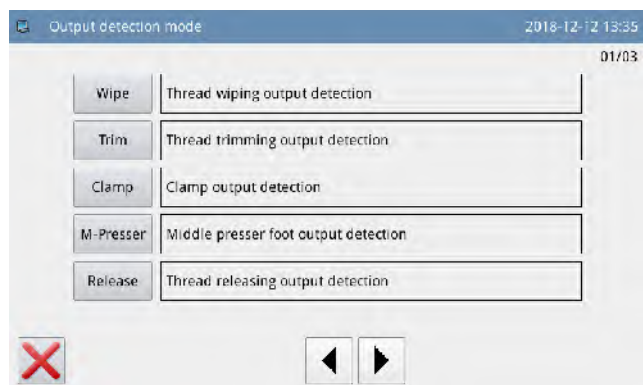 Output detection mode 2018-12-12 13:35
01/03
Wipe Thread wiping output detection
Trim Thread trimming output detection
Clamp Clamp output detection
M-Presser Middle presser foot output detection
Release Thread releasing output detection